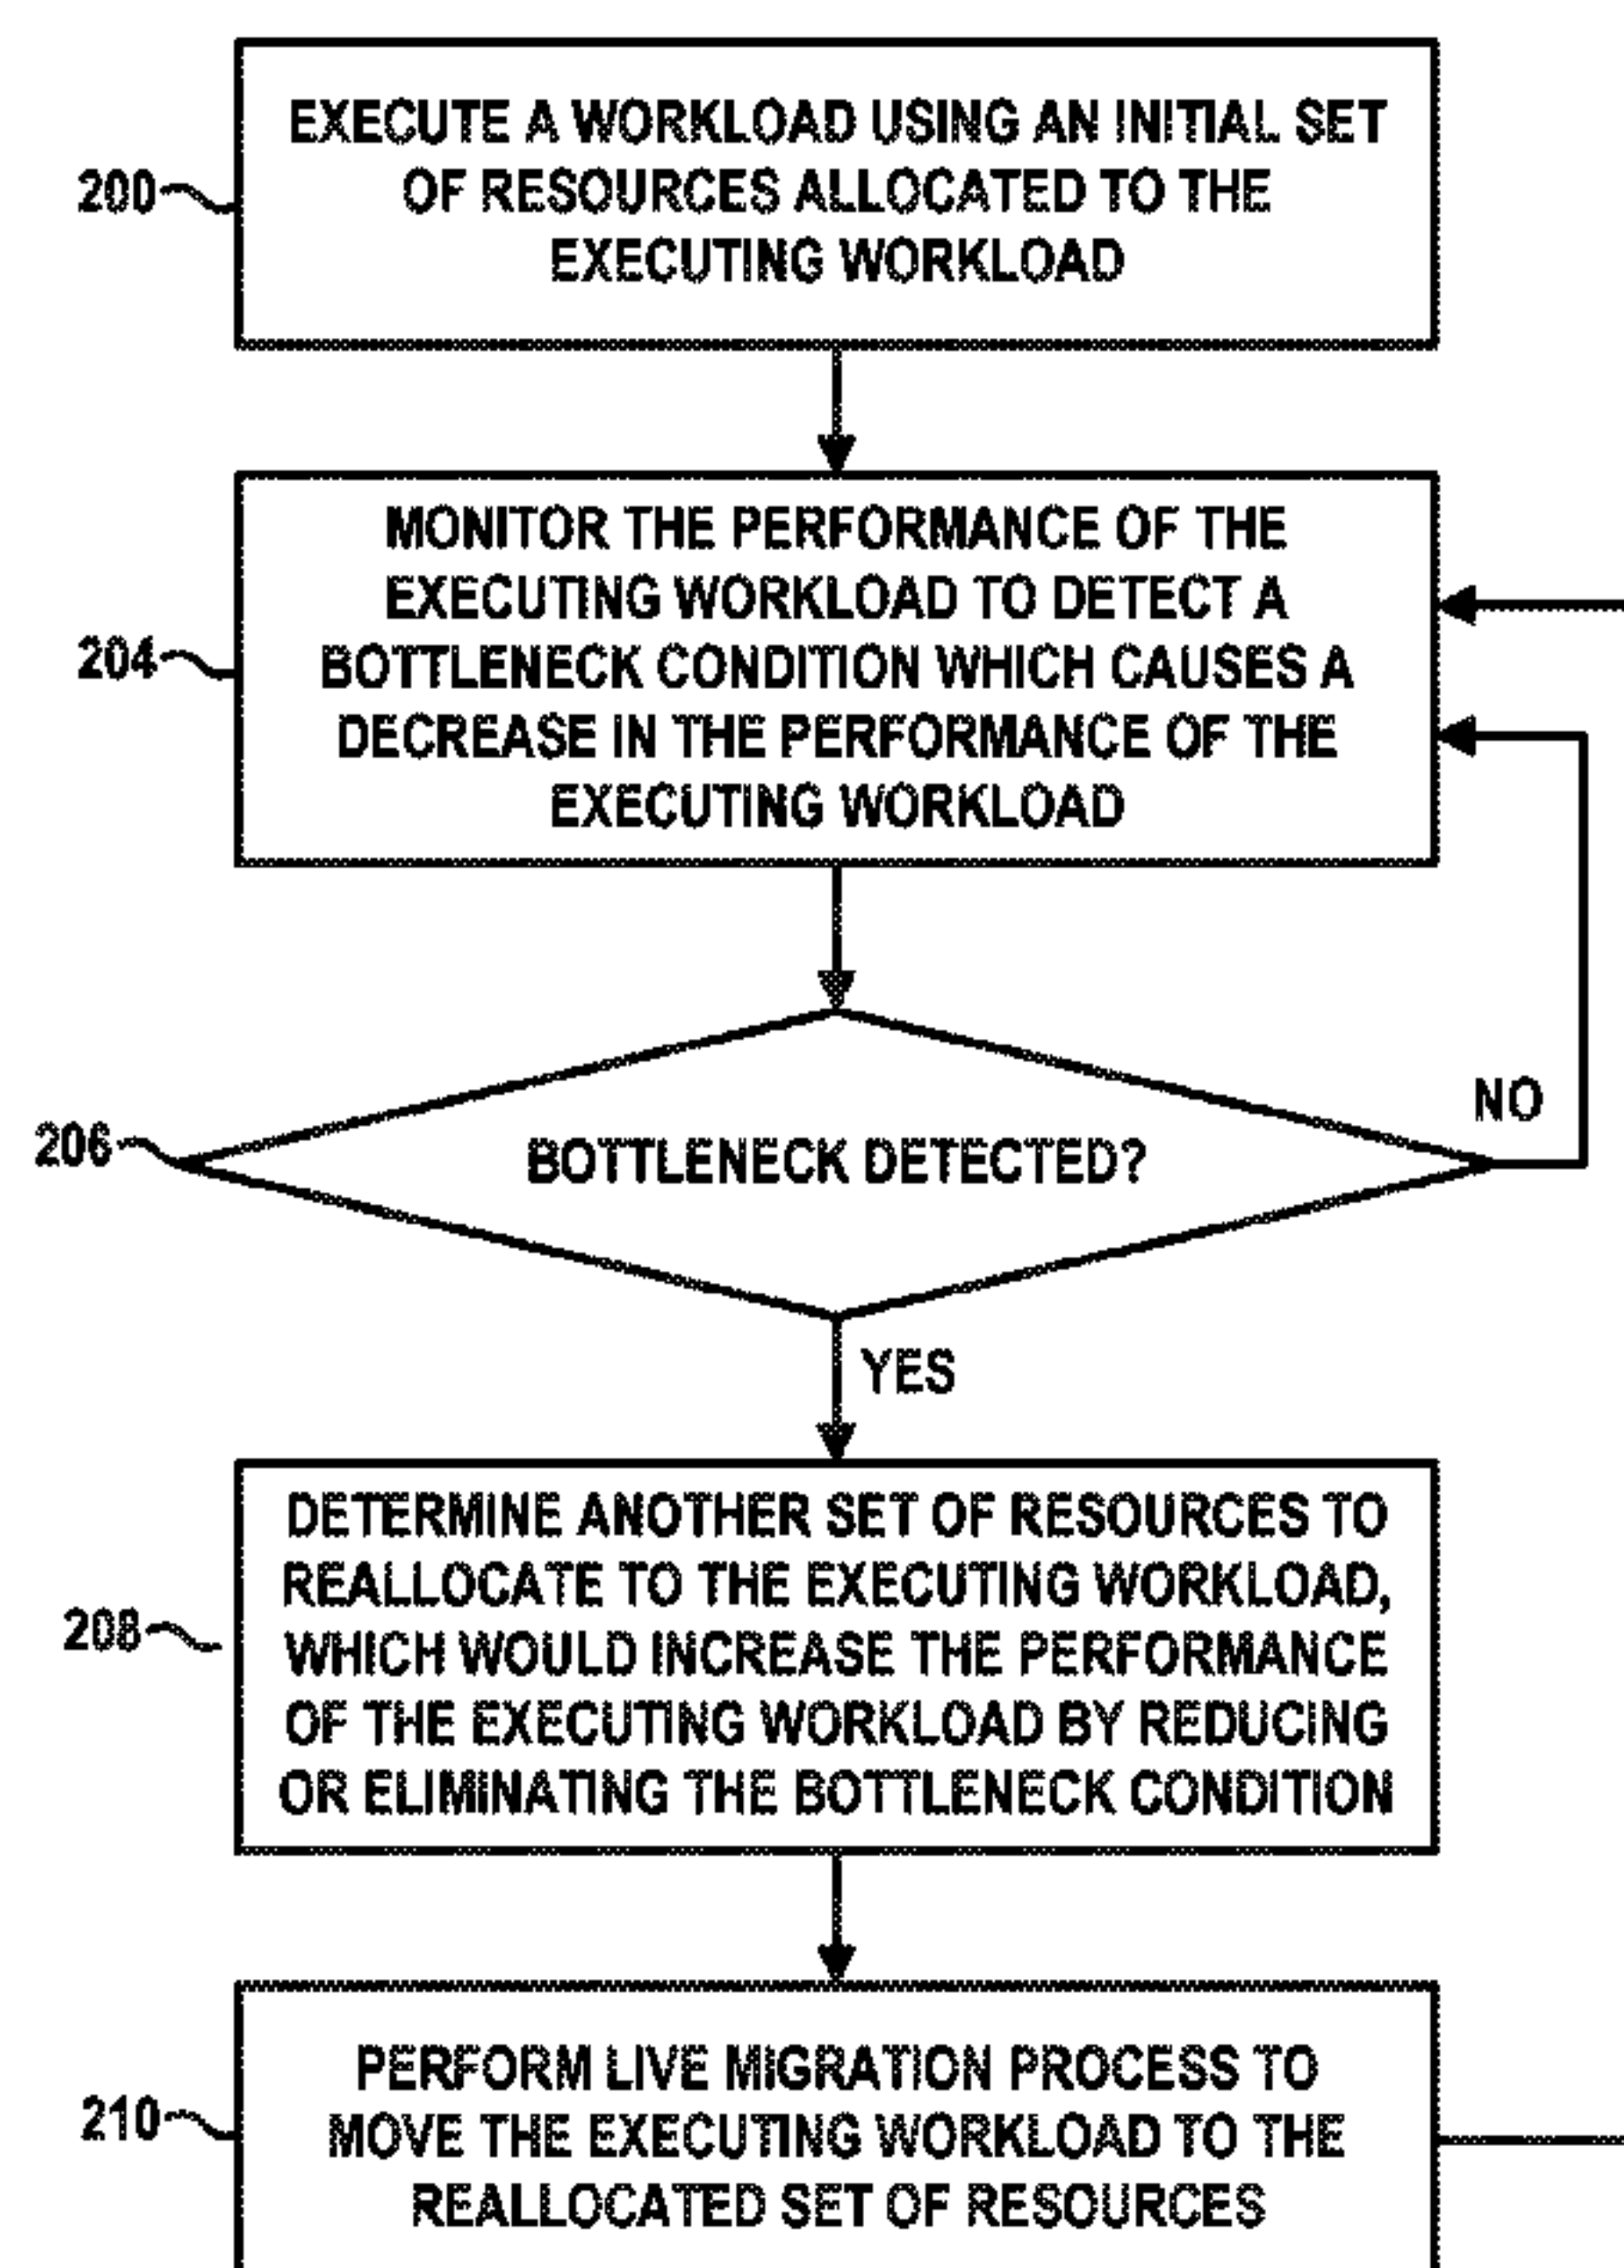 EXECUTE A WORKLOAD USING AN INITIAL SET
OF RESOURCES ALLOCATED TO THE
EXECUTING WORKLOAD
200
MONITOR THE PERFORMANCE OF THE
EXECUTING WORKLOAD TO DETECT A
BOTTLENECK CONDITION WHICH CAUSES A
DECREASE IN THE PERFORMANCE OF THE
EXECUTING WORKLOAD
204
BOTTLENECK DETECTED?
206
NO
YES
DETERMINE ANOTHER SET OF RESOURCES TO
REALLOCATE TO THE EXECUTING WORKLOAD,
WHICH WOULD INCREASE THE PERFORMANCE
OF THE EXECUTING WORKLOAD BY REDUCING
OR ELIMINATING THE BOTTLENECK CONDITION
208
PERFORM LIVE MIGRATION PROCESS TO
MOVE THE EXECUTING WORKLOAD TO THE
REALLOCATED SET OF RESOURCES
210